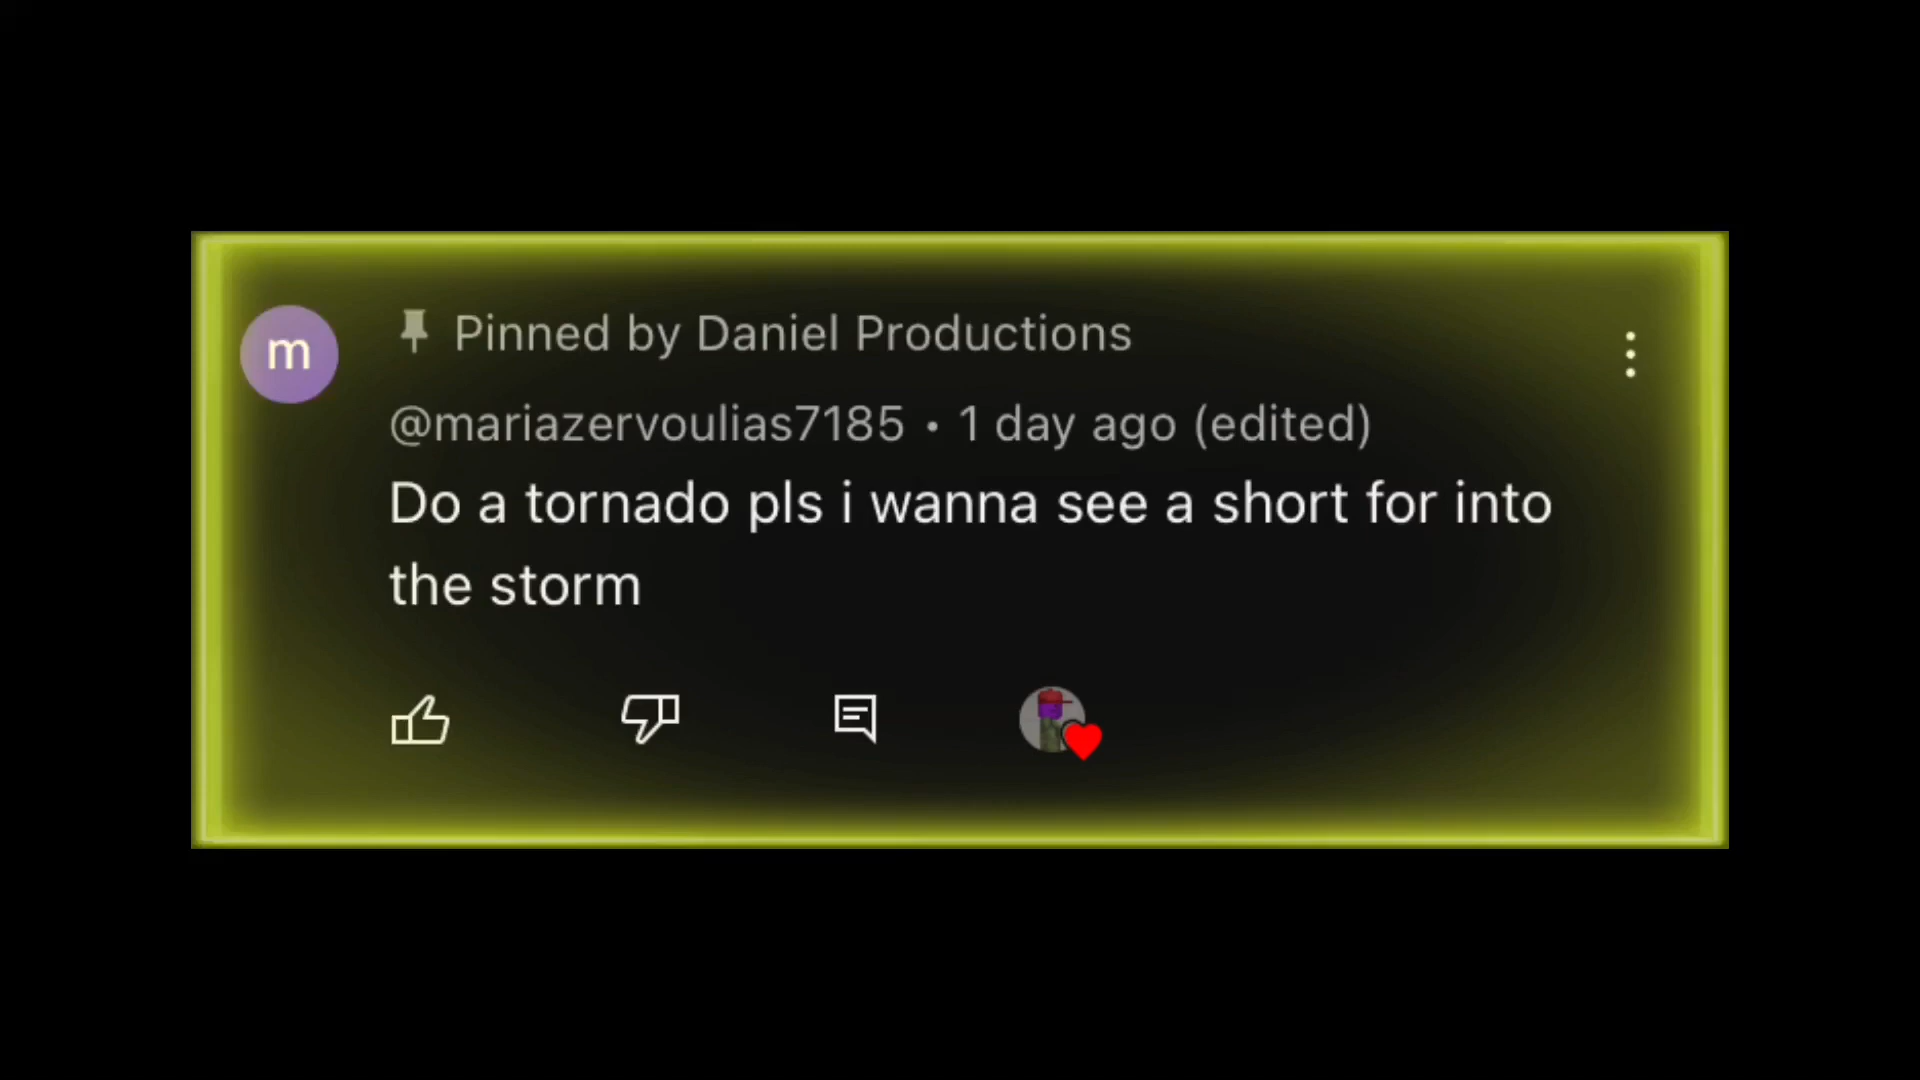 m
Pinned by Daniel Productions
@mariazervoulias7185 • 1 day ago (edited)
Do a tornado pls i wanna see a short for into
the storm